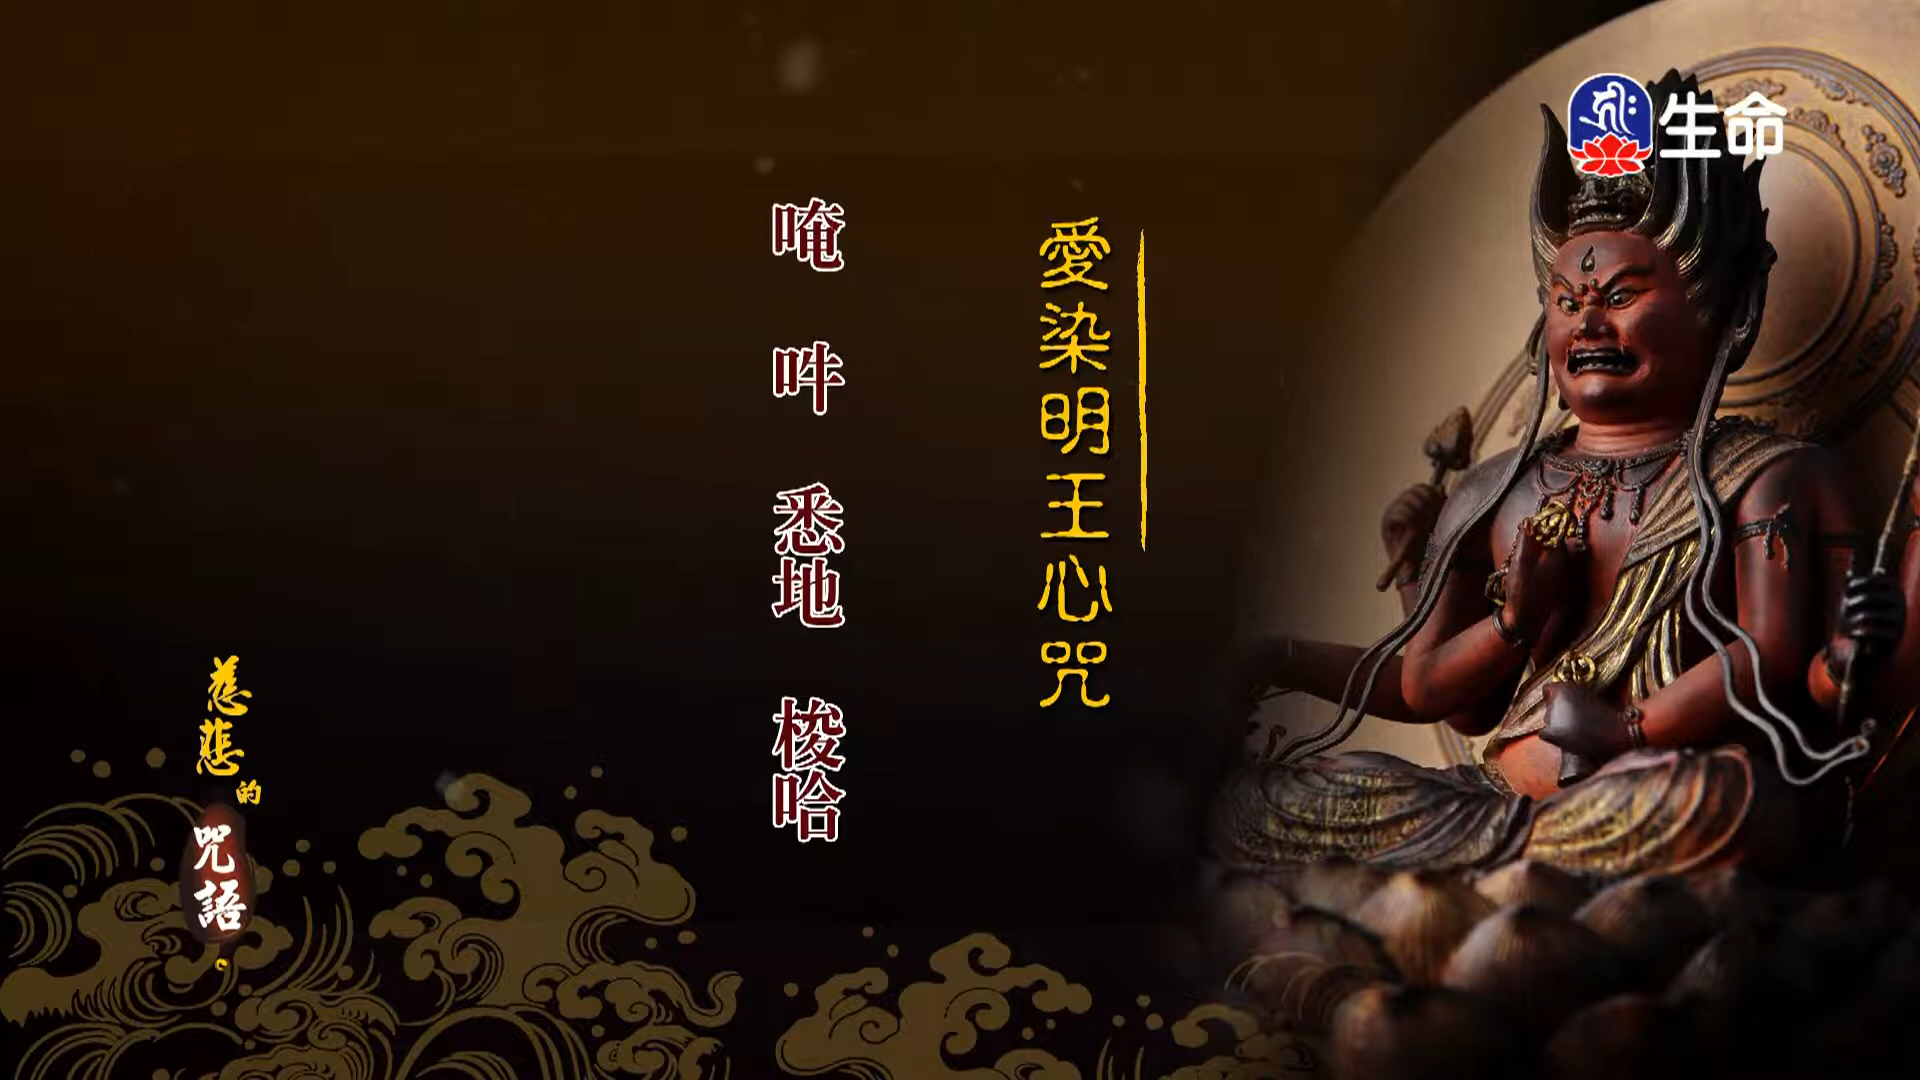 生命
愛染明王心咒
唵 吽 悉地 梭哈
慈悲的
咒語